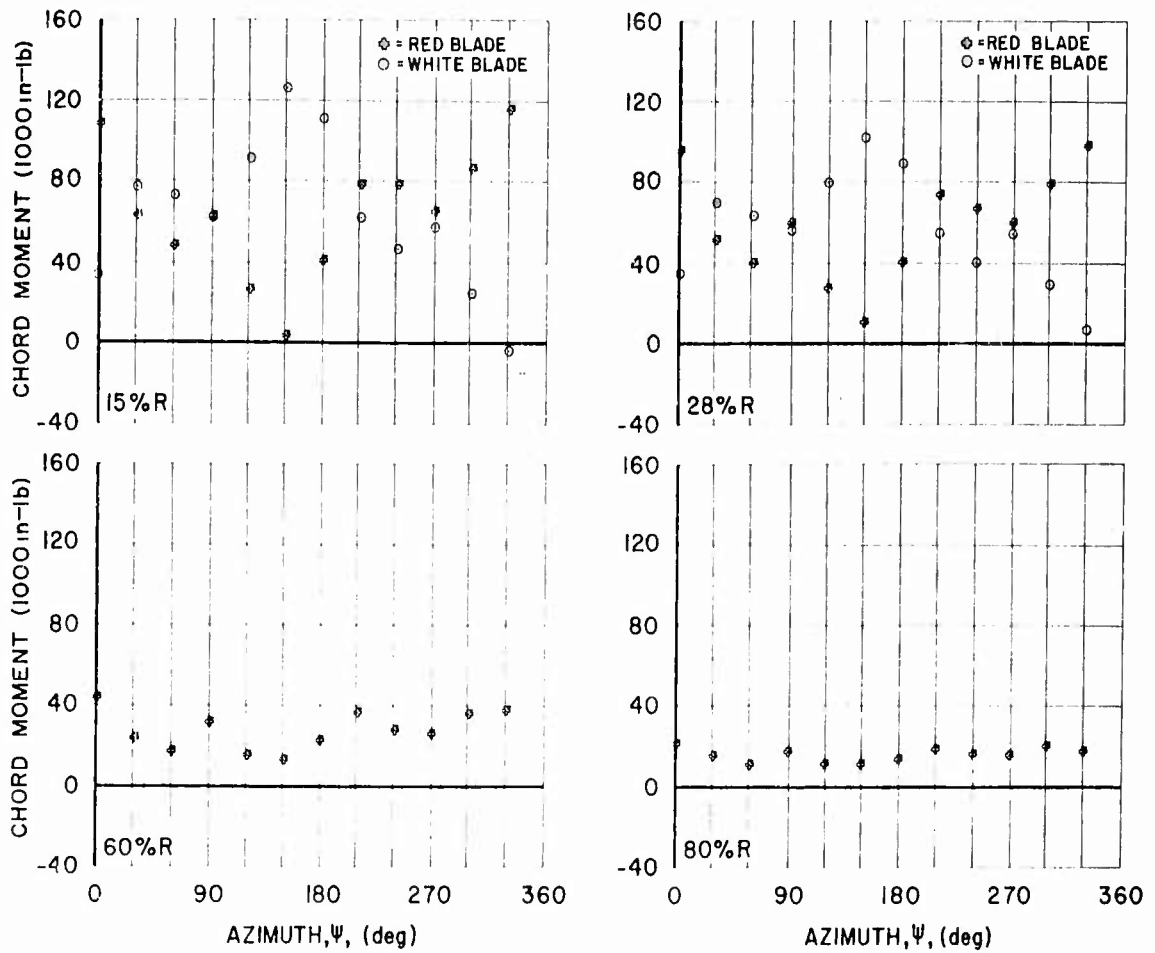 160
120
80
40
0
-40
CHORD MOMENT (1000 in-lb)
= RED BLADE
= WHITE BLADE
15%R
160
120
80
40
0
-40
=RED BLADE
= WHITE BLADE
28%R
160
120
80
40
0
-40
CHORD MOMENT (1000 in-lb)
60%R
0 90 180 270 360
AZIMUTH,Ψ, (deg)
160
120
80
40
0
-40
80%R
0 90 180 270 360
AZIMUTH,Ψ, (deg)